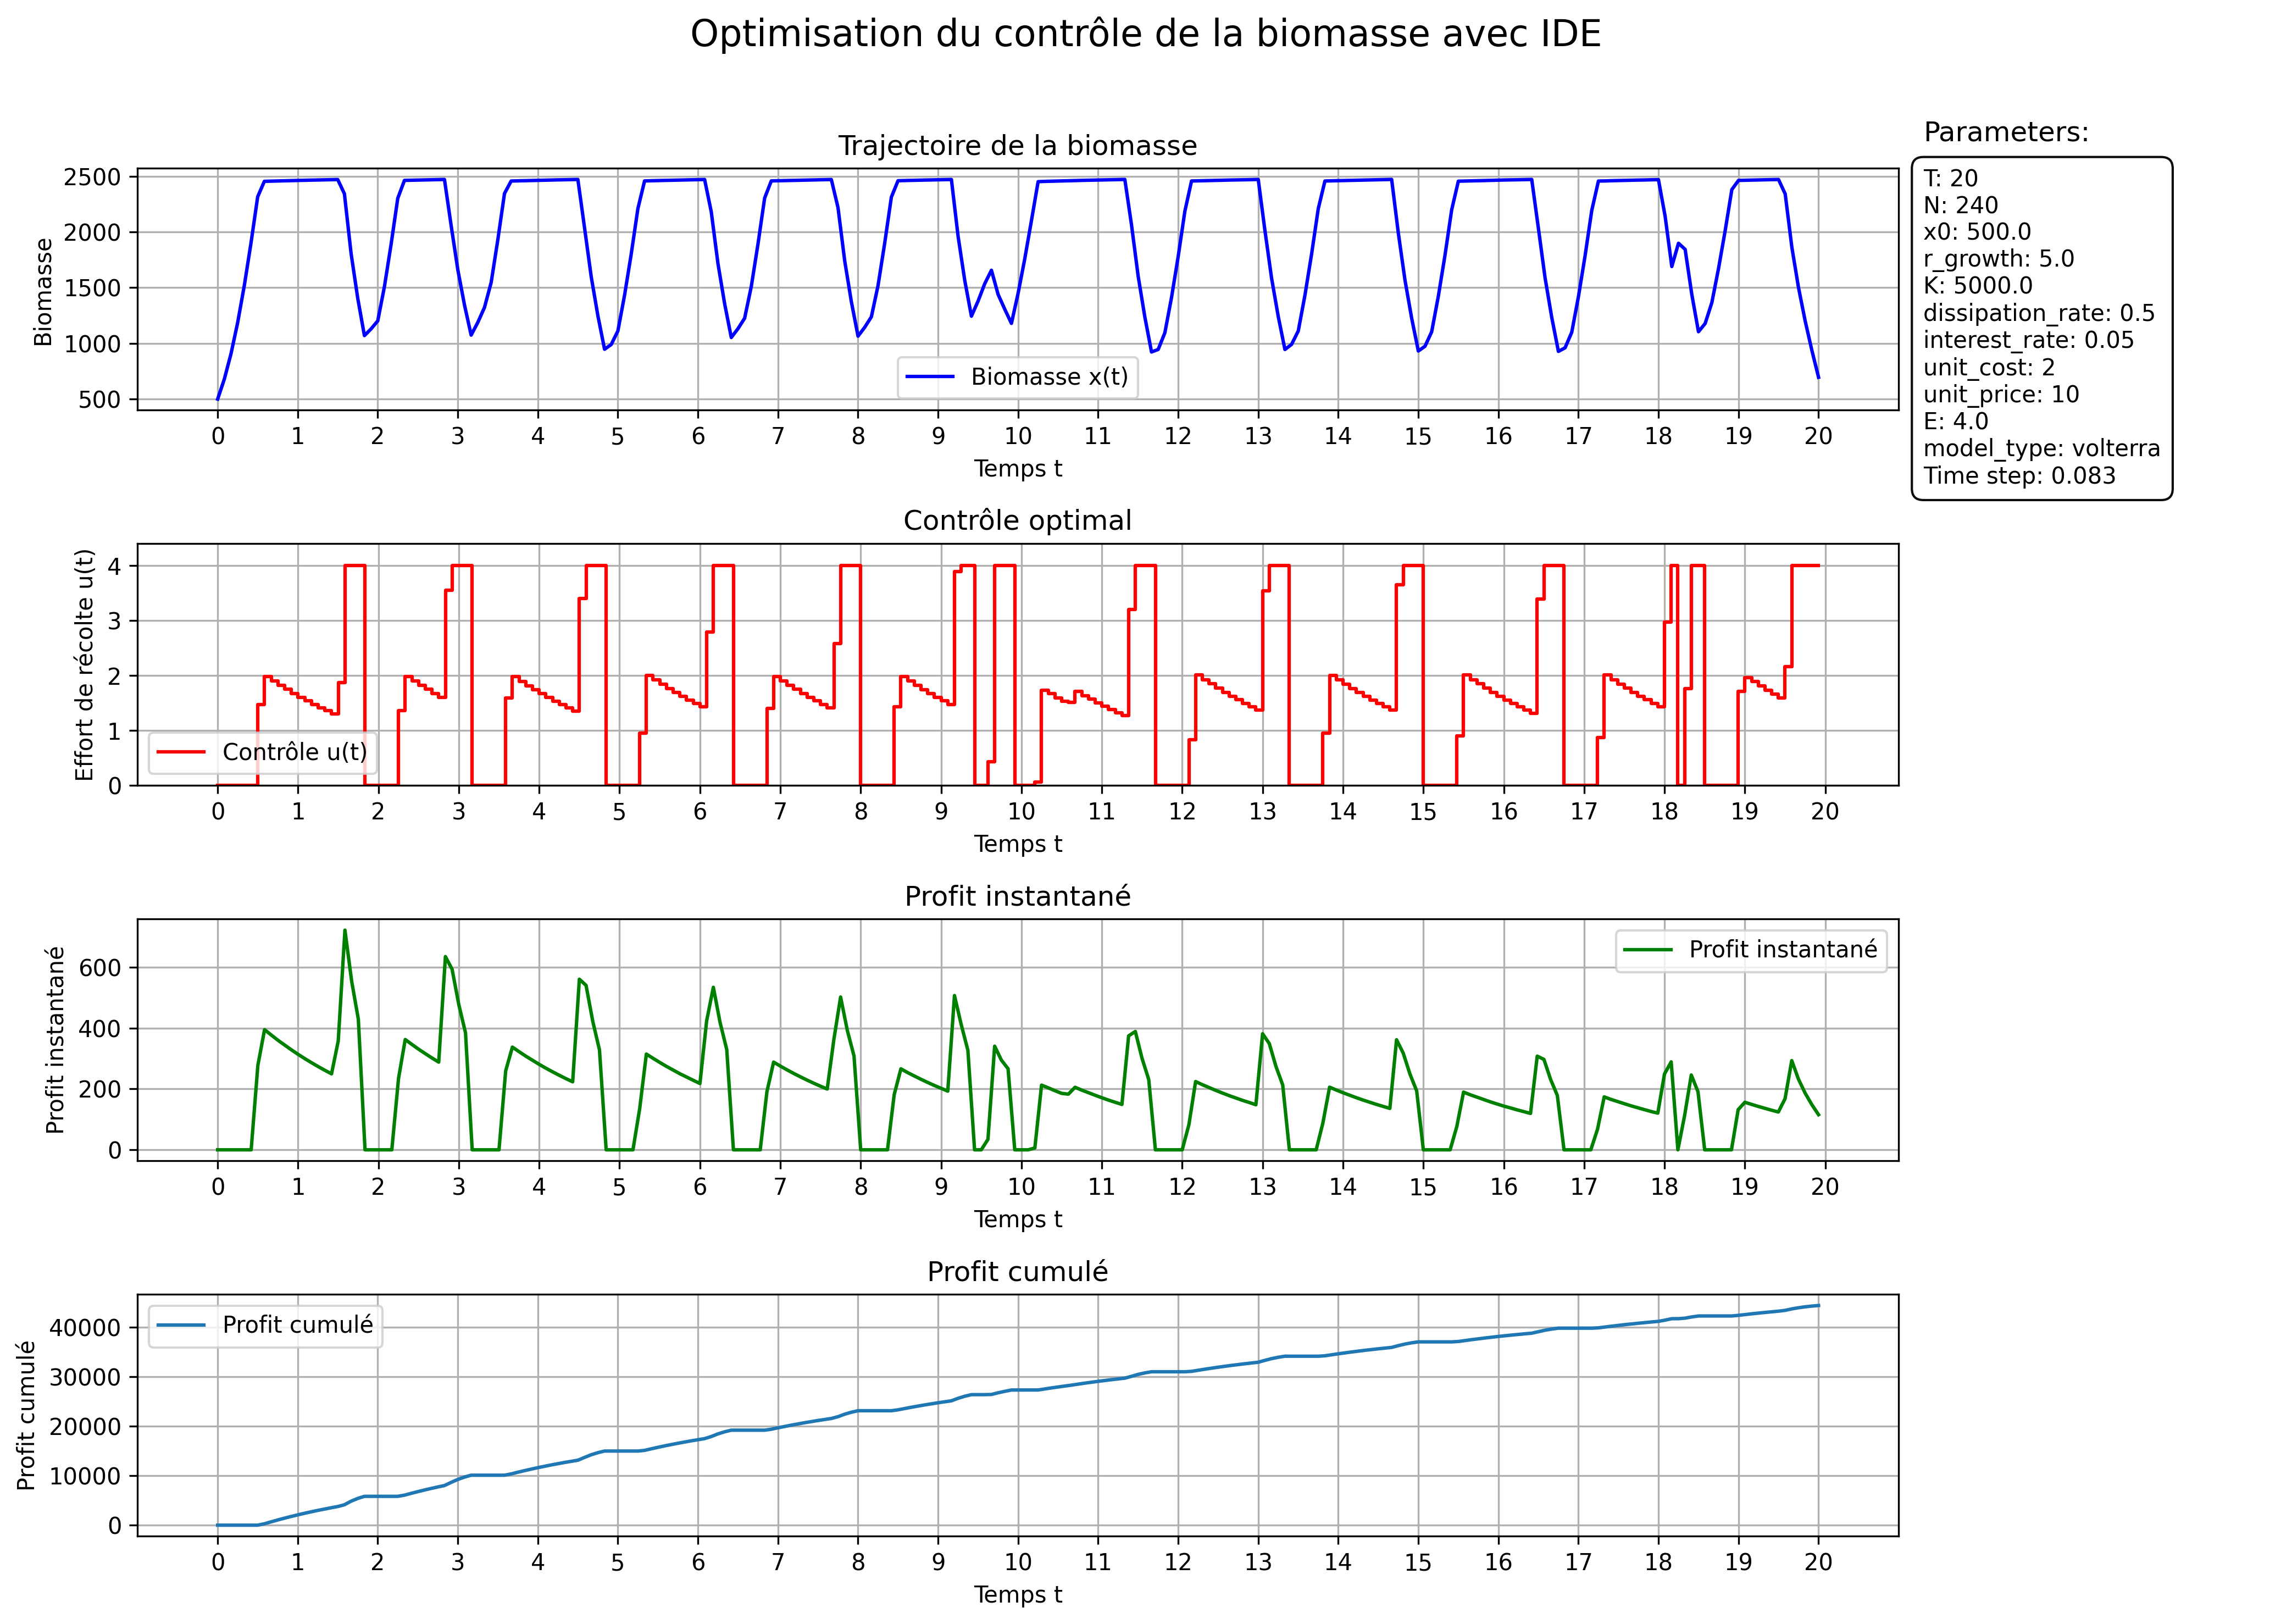 Optimisation du contrôle de la biomasse avec IDE
Trajectoire de la biomasse
Biomasse
2500
2000
1500
1000
500
Biomasse x(t)
0 1 2 3 4 5 6 7 8 9 10 11 12 13 14 15 16 17 18 19 20
Temps t
Parameters:
T: 20
N: 240
x0: 500.0
r_growth: 5.0
K: 5000.0
dissipation_rate: 0.5
interest_rate: 0.05
unit_cost: 2
unit_price: 10
E: 4.0
model_type: volterra
Time step: 0.083
Contrôle optimal
Effort de récolte u(t)
4
3
2
1
0
Contrôle u(t)
0 1 2 3 4 5 6 7 8 9 10 11 12 13 14 15 16 17 18 19 20
Temps t
Profit instantané
Profit instantané
600
400
200
0
Profit instantané
0 1 2 3 4 5 6 7 8 9 10 11 12 13 14 15 16 17 18 19 20
Temps t
Profit cumulé
Profit cumulé
40000
30000
20000
10000
0
Profit cumulé
0 1 2 3 4 5 6 7 8 9 10 11 12 13 14 15 16 17 18 19 20
Temps t